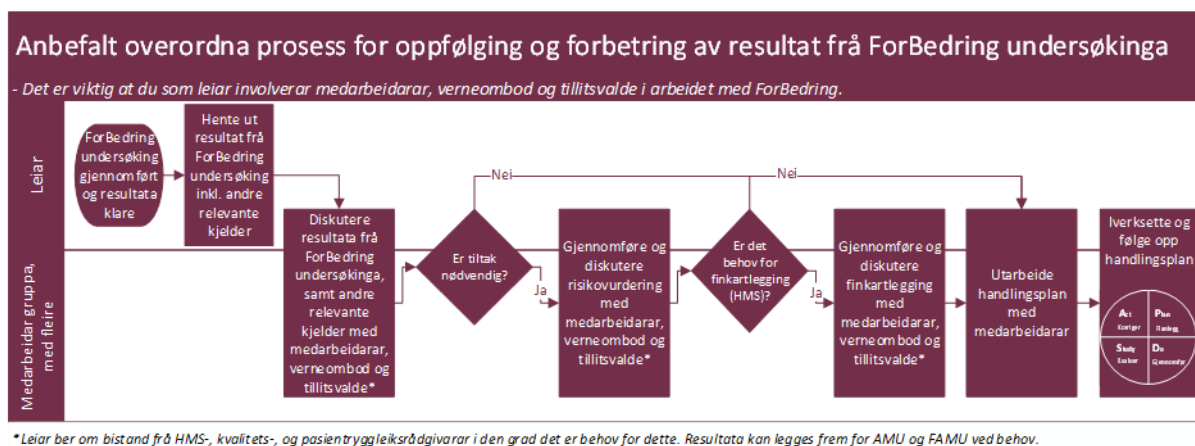 Anbefalt overordna prosess for oppfølging og forbetring av resultat frå ForBedring undersøkinga
- Det er viktig at du som leiar involverar medarbeidarar, verneombod og tillitsvalde i arbeidet med ForBedring.
Leiar
ForBedring
undersøking
gjennomført
og resultata
klare
Hente ut
resultat frå
ForBedring
undersøking
inkl. andre
relevante
kjelder
Nei
Nei
Medarbeidar gruppa,
med fleire
Diskutere
resultata frå
ForBedring
undersøkinga,
samt andre
relevante
kjelder med
medarbeidarar,
verneombod og
tillitsvalde*
Er tiltak
nødvendig?
Ja
Gjennomføre og
diskutere
risikovurdering
med
medarbeidarar,
verneombod og
tillitsvalde*
Er det
behov for
finkartlegging
(HMS)?
Ja
Gjennomføre og
diskutere
finkartlegging
med
medarbeidarar,
verneombod og
tillitsvalde*
Utarbeide
handlingsplan
med
medarbeidarar
Iverksette og
følge opp
handlingsplan
Act
Korriger
Plan
Planlegg
Study
Do
Gjennomfør
*Leiar ber om bistand frå HMS-, kvalitets-, og pasientryggleiksrådgivarar i den grad det er behov for dette. Resultata kan legges frem for AMU og FAMU ved behov.